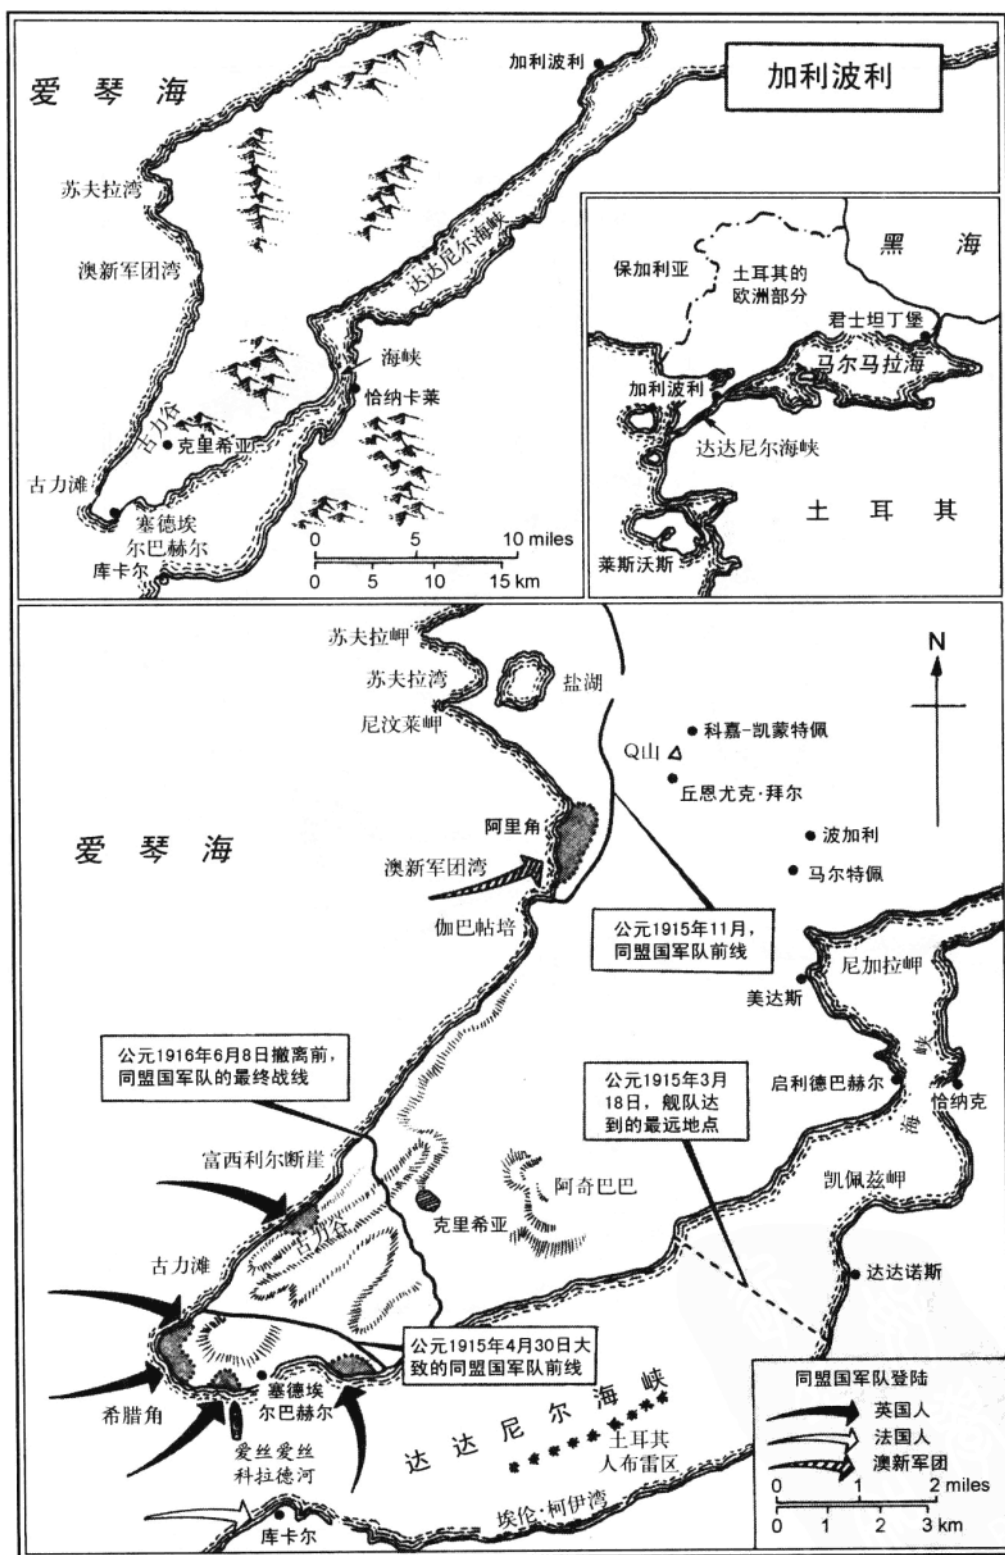 加利波利
爱琴海
加利波利
苏夫拉湾
澳新军团湾
达达尼尔海峡
海峡
恰纳卡莱
古力谷
克里希亚
古力滩
塞德埃
尔巴赫尔
库卡尔
0 5 10 miles
0 5 10 15 km
黑海
保加利亚
土耳其的
欧洲部分
君士坦丁堡
马尔马拉海
加利波利
达达尼尔海峡
土耳其
莱斯沃斯
苏夫拉岬
苏夫拉湾
盐湖
尼汶莱岬
N
科嘉-凯蒙特佩
Q山
丘恩尤克·拜尔
爱琴海
阿里角
波加利
澳新军团湾
马尔特佩
伽巴帖培
公元1915年11月，
同盟国军队前线
尼加拉岬
美达斯
公元1916年6月8日撤离前，
同盟国军队的最终战线
公元1915年3月
18日，舰队达
到的最远地点
启利德巴赫尔
海峡
恰纳克
富西利尔断崖
阿奇巴巴
凯佩兹岬
克里希亚
古力谷
古力滩
达达诺斯
公元1915年4月30日大
致的同盟国军队前线
塞德埃
尔巴赫尔
希腊角
爱丝爱丝
科拉德河
达达尼尔海峡
土耳其
人布雷区
埃伦·柯伊湾
库卡尔
同盟国军队登陆
英国人
法国人
澳新军团
0 1 2 miles
0 1 2 3 km